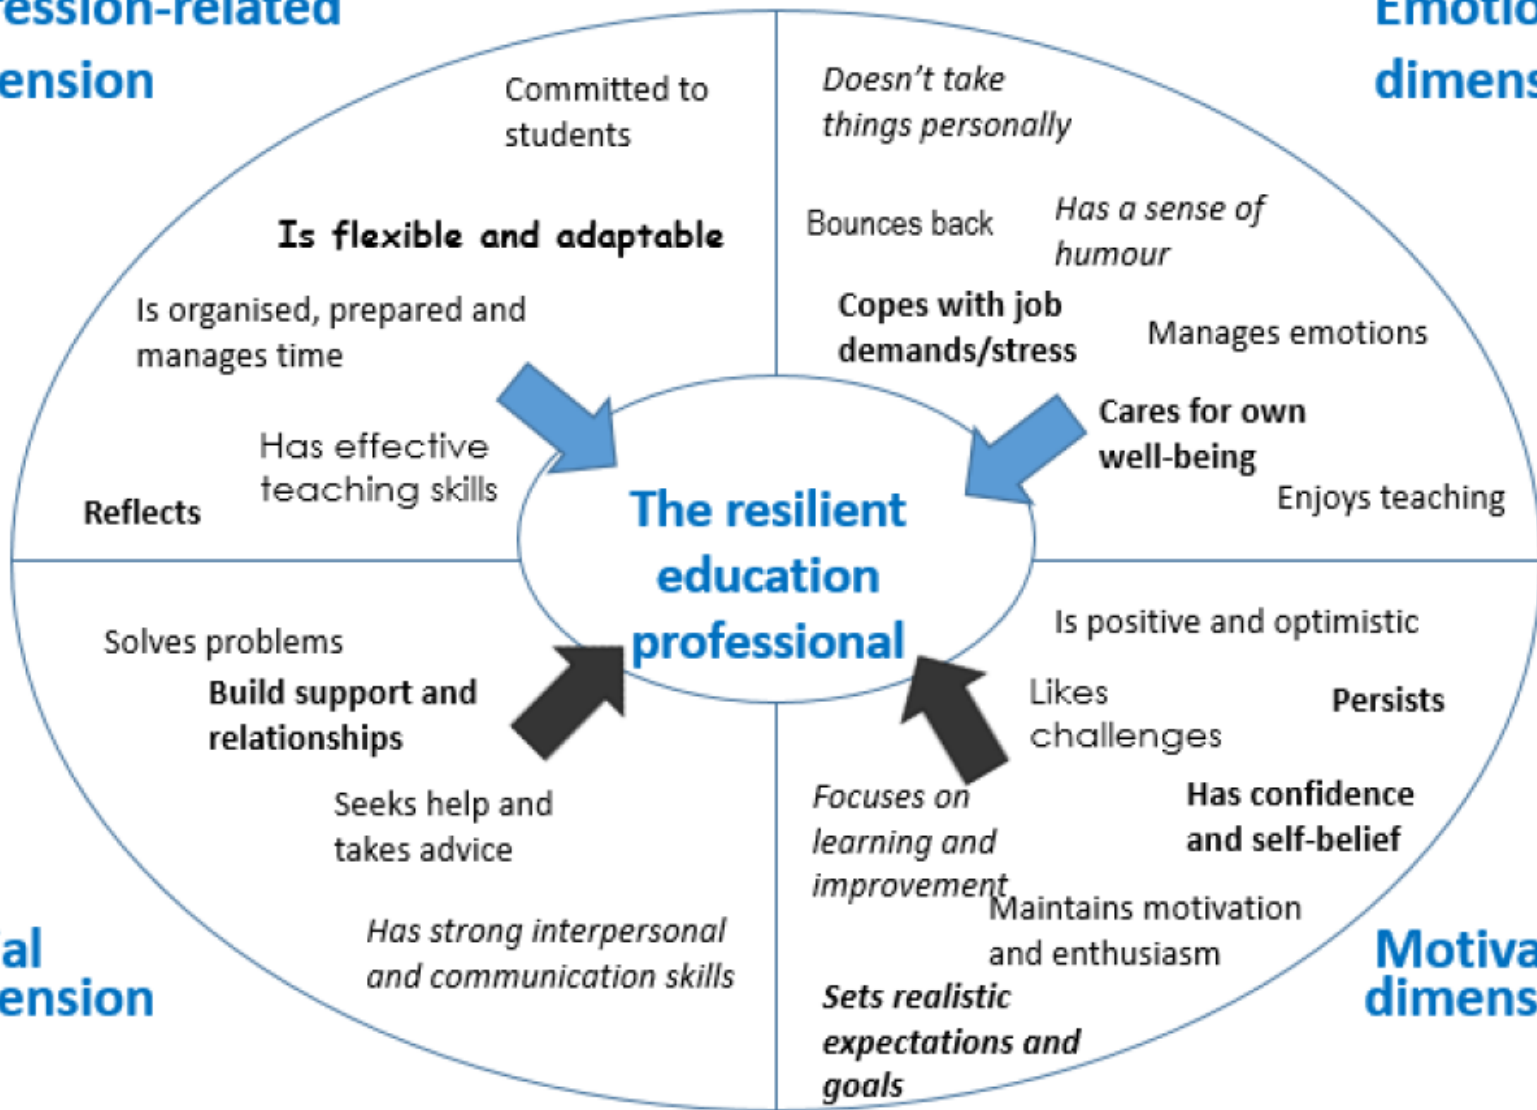 ession-related
ension
Committed to
students
Is flexible and adaptable
Is organised, prepared and
manages time
Has effective
teaching skills
Reflects
Emotio
dimens
Doesn’t take
things personally
Bounces back
Has a sense of
humour
Copes with job
demands/stress
Manages emotions
Cares for own
well-being
Enjoys teaching
The resilient
education
professional
Solves problems
Build support and
relationships
Seeks help and
takes advice
Has strong interpersonal
and communication skills
al
ension
Is positive and optimistic
Likes
challenges
Persists
Focuses on
learning and
improvement
Has confidence
and self-belief
Maintains motivation
and enthusiasm
Sets realistic
expectations and
goals
Motiva
dimens